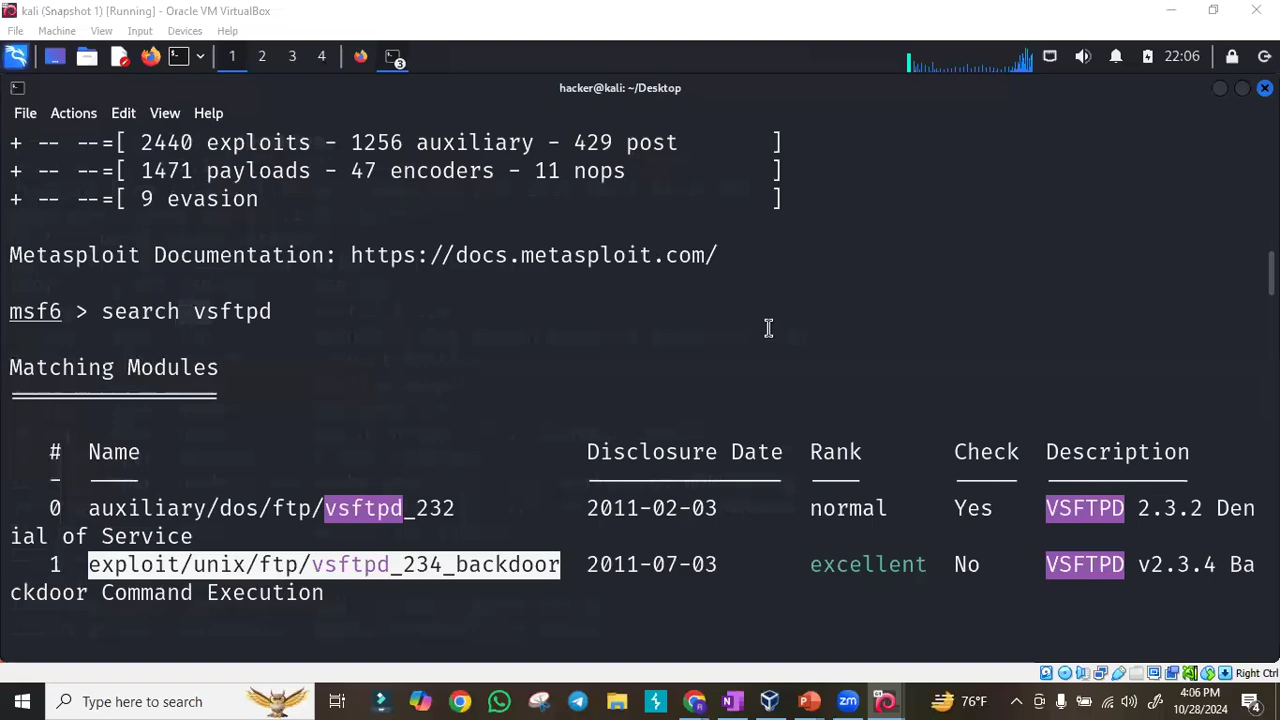 kali (Snapshot 1) [Running] - Oracle VM VirtualBox
File Machine View Input Devices Help
1 2 3 4 3 22:06
hacker@kali: ~/Desktop
File Actions Edit View Help
+ -- --=[ 2440 exploits - 1256 auxiliary - 429 post ]
+ -- --=[ 1471 payloads - 47 encoders - 11 nops ]
+ -- --=[ 9 evasion ]
Metasploit Documentation: https://docs.metasploit.com/
msf6 > search vsftpd
Matching Modules
================
# Name Disclosure Date Rank Check Description
- ---- --------------- ---- ----- -----------
0 auxiliary/dos/ftp/vsftpd_232 2011-02-03 normal Yes VSFTPD 2.3.2 Den
ial of Service
1 exploit/unix/ftp/vsftpd_234_backdoor 2011-07-03 excellent No VSFTPD v2.3.4 Ba
ckdoor Command Execution
Right Ctrl
Type here to search
76°F
4:06 PM
10/28/2024
4